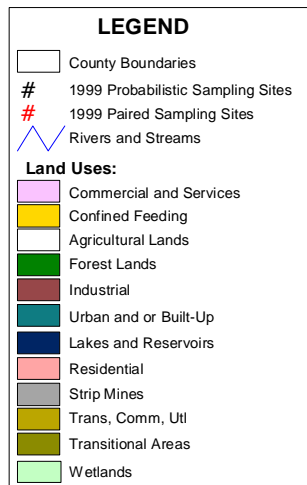 LEGEND
County Boundaries
# 1999 Probabilistic Sampling Sites
# 1999 Paired Sampling Sites
Rivers and Streams
Land Uses:
Commercial and Services
Confined Feeding
Agricultural Lands
Forest Lands
Industrial
Urban and or Built-Up
Lakes and Reservoirs
Residential
Strip Mines
Trans, Comm, Utl
Transitional Areas
Wetlands